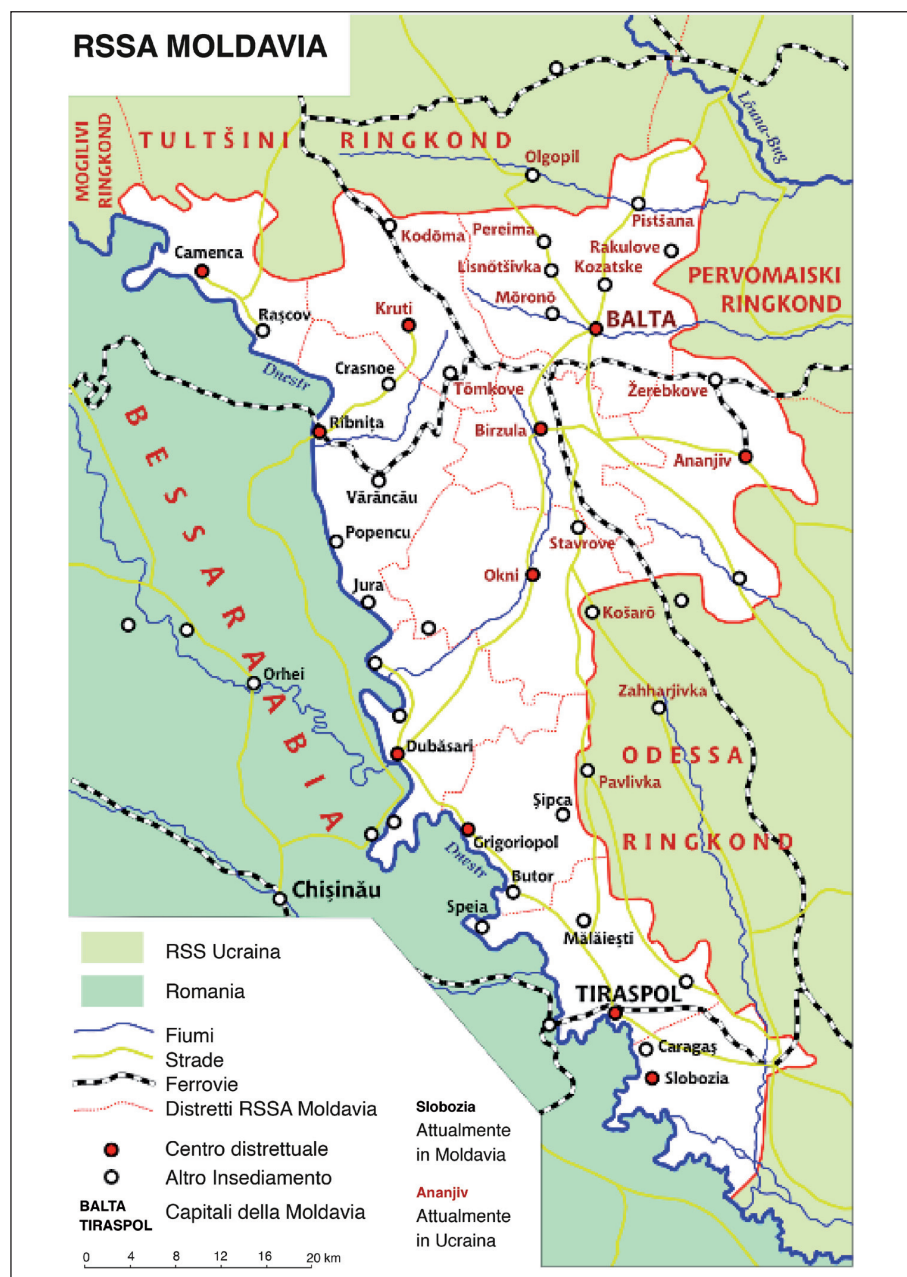 RSSA MOLDAVIA
MOGILIVI
RINGKOND
TULTŠINI RINGKOND
Lõuna-Bug
Olgopil
Pistšana
Kodõma
Pereima
Rakulove
Camenca
Lisnõtšivka
Kozatske
PERVOMAISKI
RINGKOND
Mõronõ
Kruti
BALTA
Rașcov
Dnestr
Crasnoe
Tõmkove
Žerebkove
BESSARAABIA
Ribnița
Birzula
Ananjiv
Vărăncău
Popencu
Stavrove
Okni
Jura
Košarõ
Orhei
Zahharjivka
Dubăsari
ODESSA
RINGKOND
Pavlivka
Șipca
Grigoriopol
Dnestr
Butor
Chișinău
Speia
Mălăiești
TIRASPOL
Caragaș
Slobozia
RSS Ucraina
Romania
Fiumi
Strade
Ferrovie
Distretti RSSA Moldavia
Centro distrettuale
Altro Insediamento
BALTA
TIRASPOL
Capitali della Moldavia
0 4 8 12 16 20 km
Slobozia
Attualmente
in Moldavia
Ananjiv
Attualmente
in Ucraina